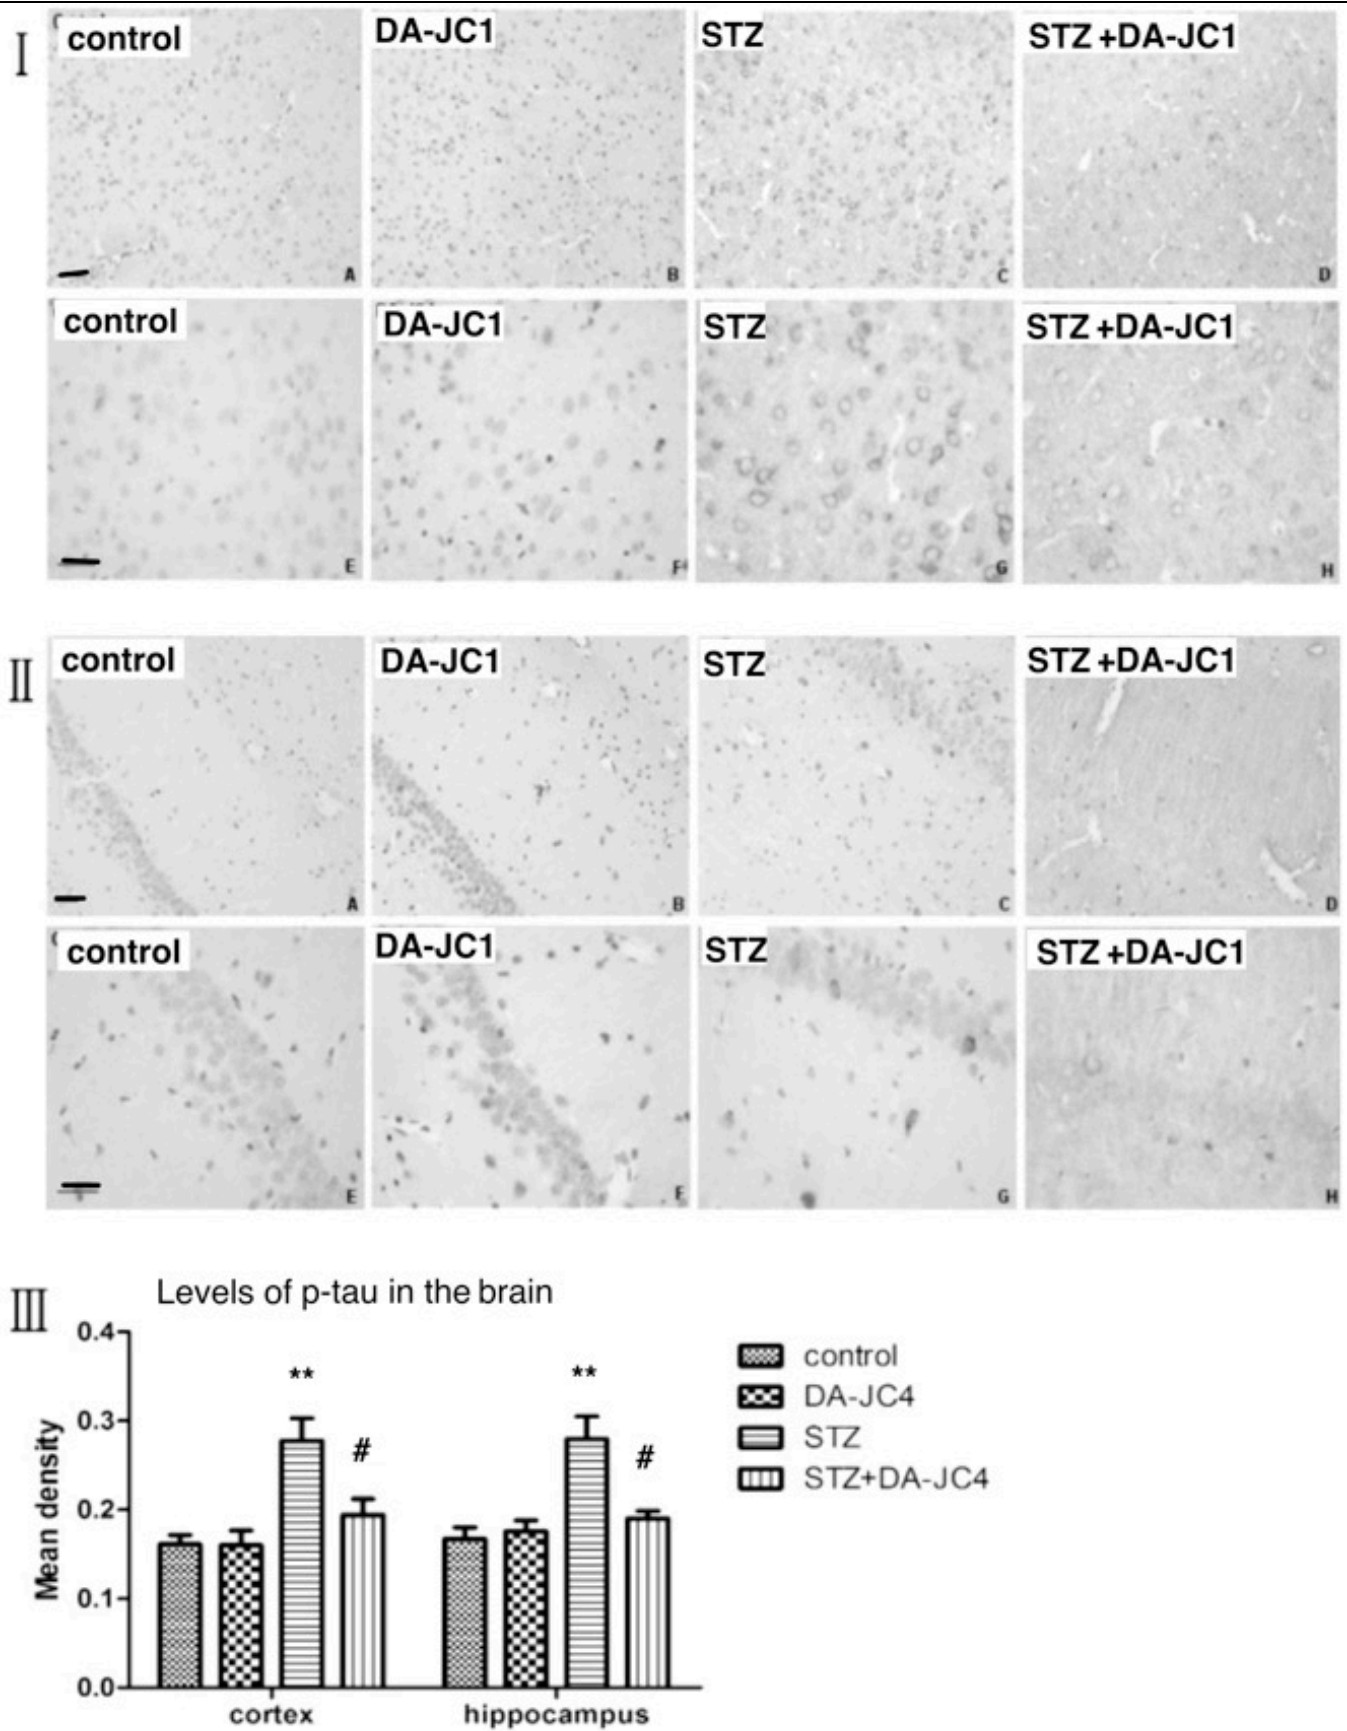 I
control
DA-JC1
STZ
STZ +DA-JC1
A
B
C
D
control
DA-JC1
STZ
STZ +DA-JC1
E
F
G
H
II
control
DA-JC1
STZ
STZ +DA-JC1
A
B
C
D
control
DA-JC1
STZ
STZ +DA-JC1
E
F
G
H
III
Levels of p-tau in the brain
Mean density
0.4
0.3
0.2
0.1
0.0
**
#
**
#
cortex
hippocampus
control
DA-JC4
STZ
STZ+DA-JC4